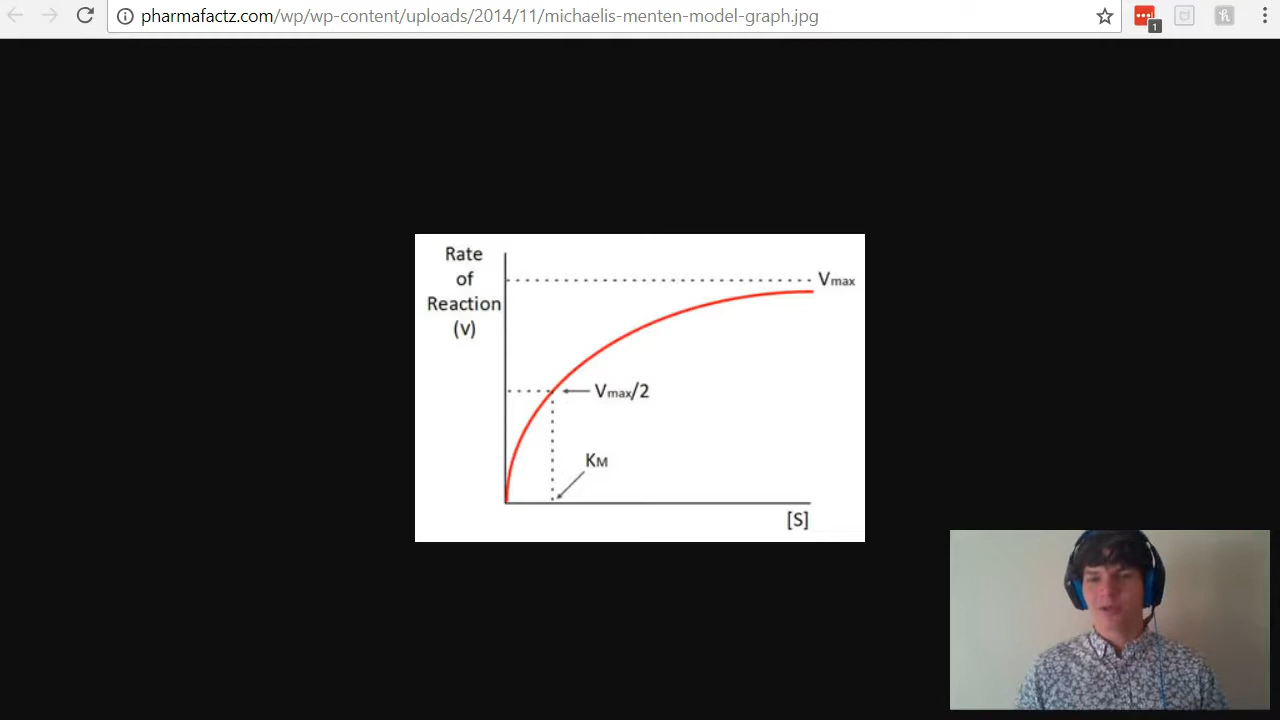 pharmafactz.com/wp/wp-content/uploads/2014/11/michaelis-menten-model-graph.jpg
1
h
Rate
of
Reaction
(v)
Vmax
Vmax/2
KM
[S]